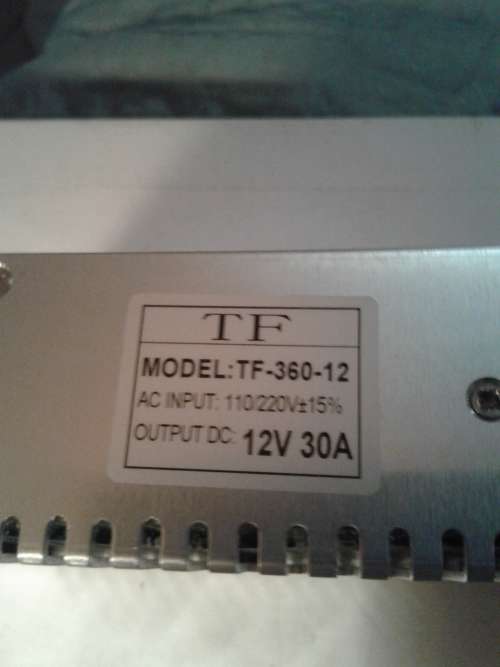 TF
MODEL:TF-360-12
AC INPUT: 110/220V±15%
OUTPUT DC: 12V 30A